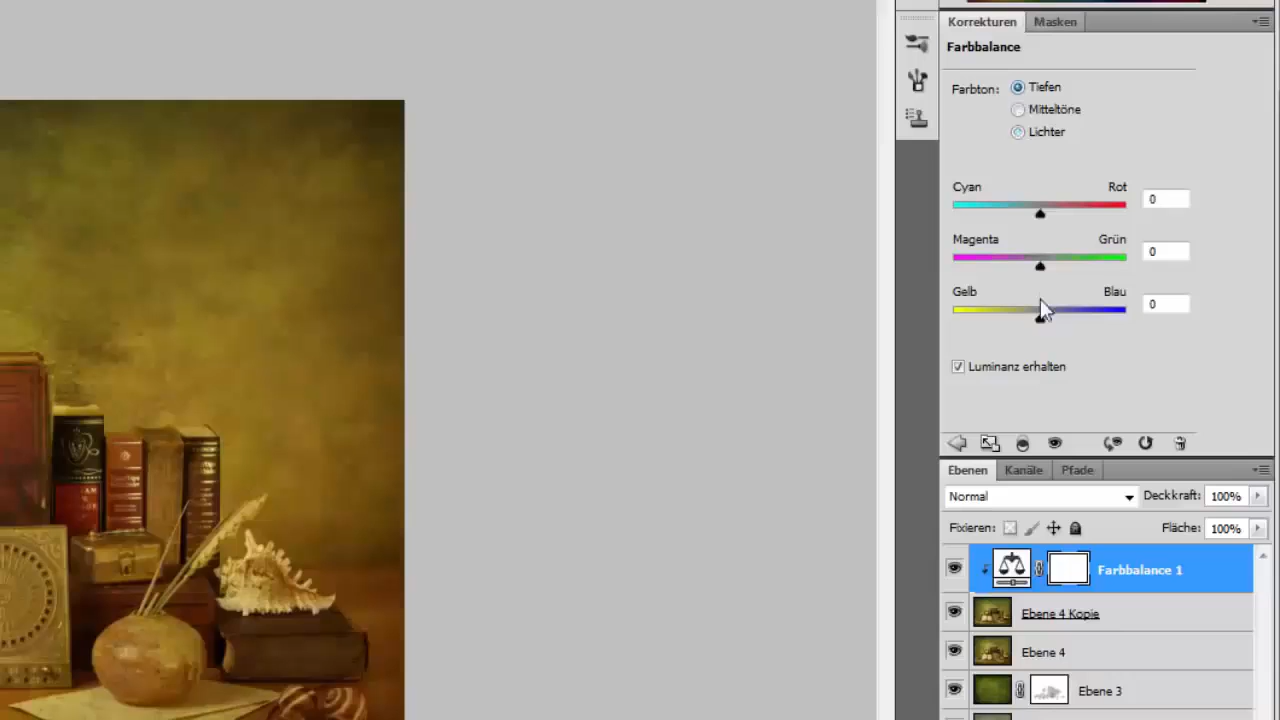 Korrekturen Masken
Farbbalance
Farbton: Tiefen
Mitteltöne
Lichter
Cyan Rot 0
Magenta Grün 0
Gelb Blau 0
Luminanz erhalten
Ebenen Kanäle Pfade
Normal Deckkraft: 100%
Fixieren: Fläche: 100%
Farbbalance 1
Ebene 4 Kopie
Ebene 4
Ebene 3